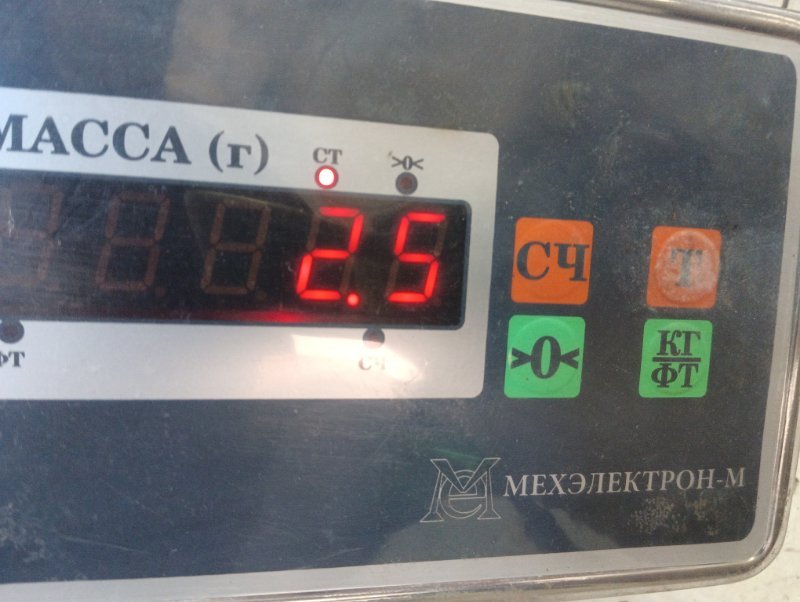 МАССА (г)
СТ
>0<
2.5
СЧ
Т
ФТ
СЧ
>0<
КГ
ФТ
МЕХЭЛЕКТРОН-М